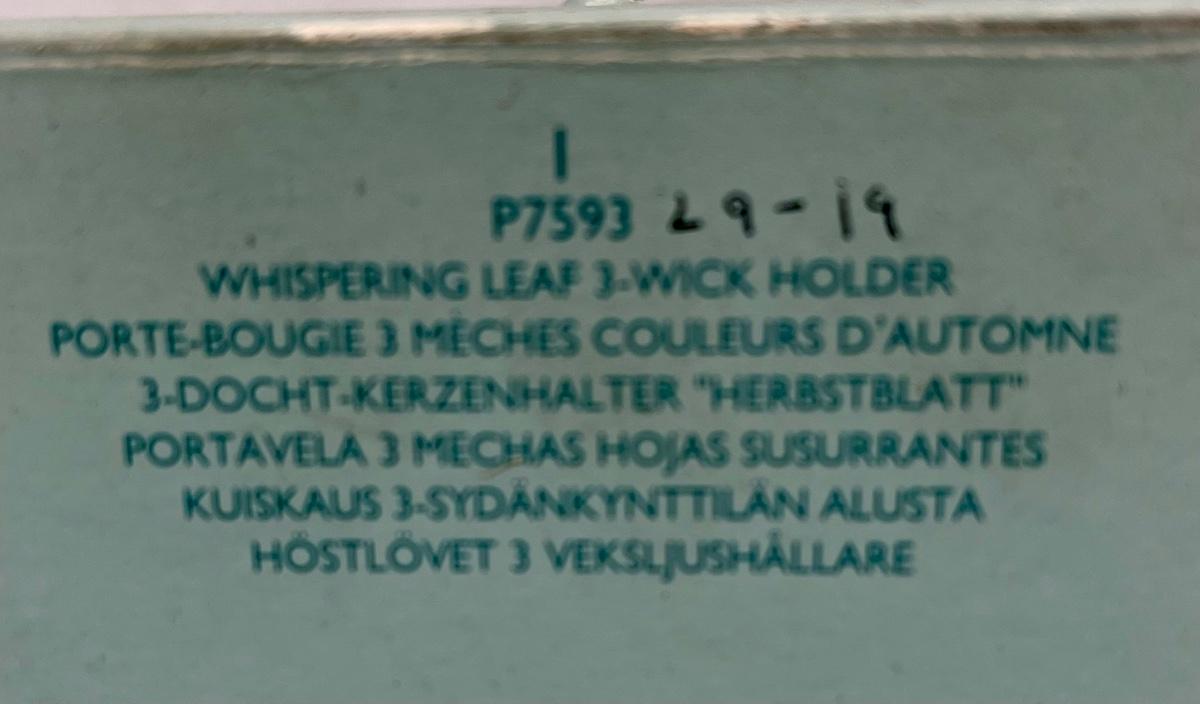 1
P7593 29-19
WHISPERING LEAF 3-WICK HOLDER
PORTE-BOUGIE 3 MÈCHES COULEURS D'AUTOMNE
3-DOCHT-KERZENHALTER "HERBSTBLATT"
PORTAVELA 3 MECHAS HOJAS SUSURRANTES
KUISKAUS 3-SYDÄNKYNTTILÄN ALUSTA
HÖSTLÖVET 3 VEKSLJUSHÅLLARE